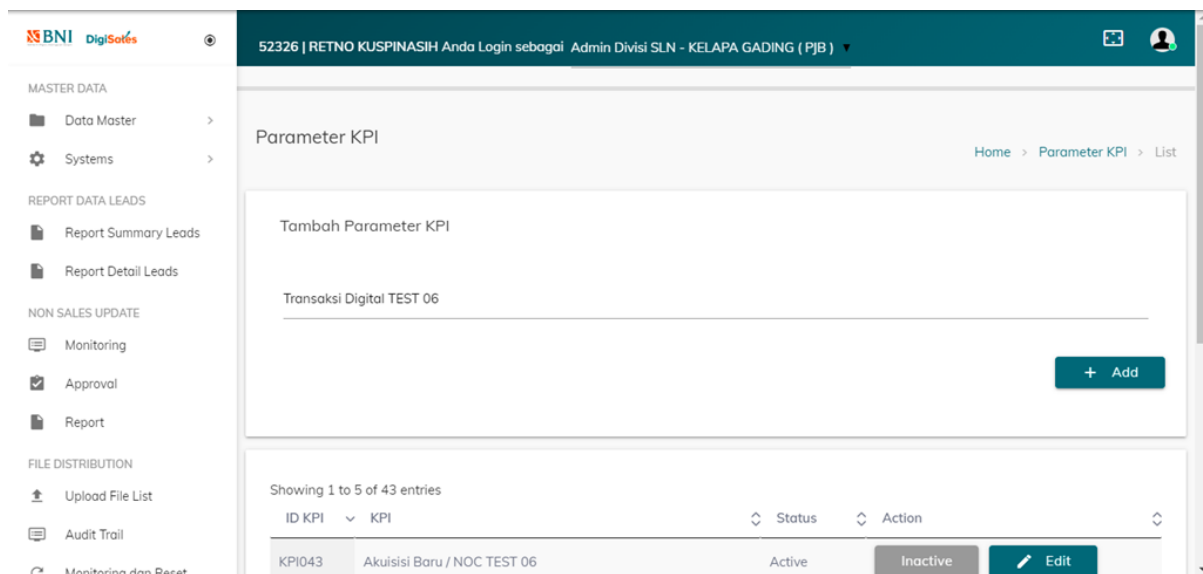 BNI DigiSales
52326 | RETNO KUSPINASIH Anda Login sebagai Admin Divisi SLN - KELAPA GADING ( PJB )
MASTER DATA
Data Master
Systems
REPORT DATA LEADS
Report Summary Leads
Report Detail Leads
NON SALES UPDATE
Monitoring
Approval
Report
FILE DISTRIBUTION
Upload File List
Audit Trail
Monitoring dan Reset
Parameter KPI
Home > Parameter KPI > List
Tambah Parameter KPI
Transaksi Digital TEST 06
+ Add
Showing 1 to 5 of 43 entries
ID KPI KPI Status Action
KPI043 Akuisisi Baru / NOC TEST 06 Active Inactive Edit